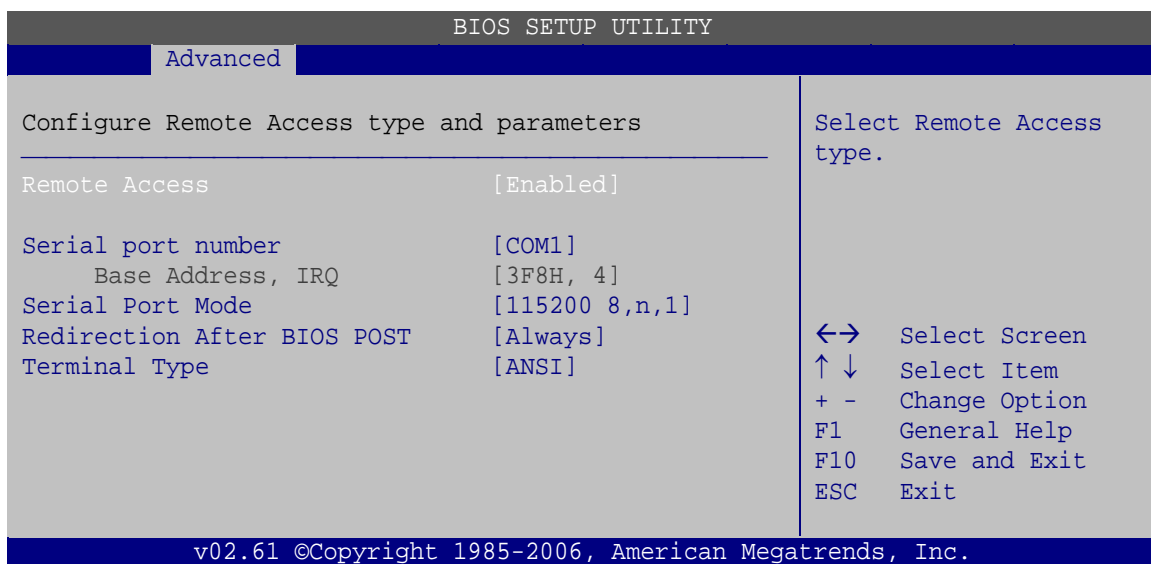 BIOS SETUP UTILITY
Advanced
Configure Remote Access type and parameters
Remote Access [Enabled]
Serial port number [COM1]
Base Address, IRQ [3F8H, 4]
Serial Port Mode [115200 8,n,1]
Redirection After BIOS POST [Always]
Terminal Type [ANSI]
Select Remote Access
type.
←→ Select Screen
↑ ↓ Select Item
+ - Change Option
F1 General Help
F10 Save and Exit
ESC Exit
v02.61 ©Copyright 1985-2006, American Megatrends, Inc.